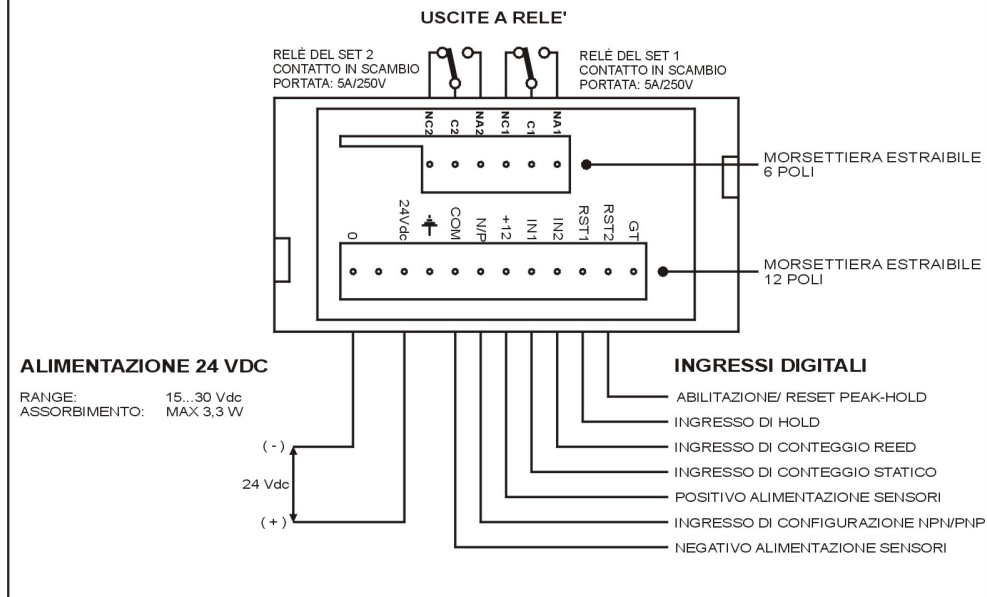 USCITE A RELE'
RELÈ DEL SET 2
CONTATTO IN SCAMBIO
PORTATA: 5A/250V
RELÈ DEL SET 1
CONTATTO IN SCAMBIO
PORTATA: 5A/250V
NC2
C2
NA2
NC1
C1
NA1
MORSETTIERA ESTRAIBILE
6 POLI
0
24Vdc
COM
N/P
+12
IN1
IN2
RST1
RST2
GT
MORSETTIERA ESTRAIBILE
12 POLI
ALIMENTAZIONE 24 VDC
RANGE: 15...30 Vdc
ASSORBIMENTO: MAX 3,3 W
(-)
24 Vdc
(+)
INGRESSI DIGITALI
ABILITAZIONE/ RESET PEAK-HOLD
INGRESSO DI HOLD
INGRESSO DI CONTEGGIO REED
INGRESSO DI CONTEGGIO STATICO
POSITIVO ALIMENTAZIONE SENSORI
INGRESSO DI CONFIGURAZIONE NPN/PNP
NEGATIVO ALIMENTAZIONE SENSORI